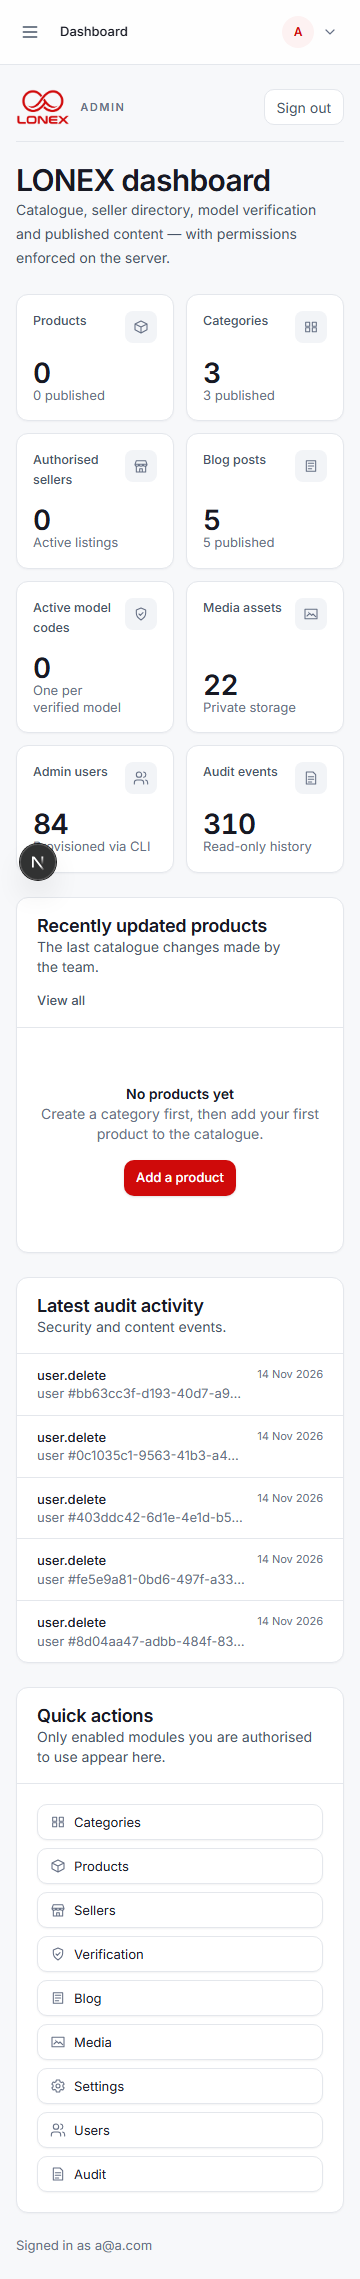 Dashboard
A
LONEX
ADMIN
Sign out
LONEX dashboard
Catalogue, seller directory, model verification
and published content — with permissions
enforced on the server.
Products
0
0 published
Categories
3
3 published
Authorised
sellers
0
Active listings
Blog posts
5
5 published
Active model
codes
0
One per
verified model
Media assets
22
Private storage
Admin users
84
Provisioned via CLI
N
Audit events
310
Read-only history
Recently updated products
The last catalogue changes made by
the team.
View all
No products yet
Create a category first, then add your first
product to the catalogue.
Add a product
Latest audit activity
Security and content events.
user.delete
14 Nov 2026
user #bb63cc3f-d193-40d7-a9...
user.delete
14 Nov 2026
user #0c1035c1-9563-41b3-a4...
user.delete
14 Nov 2026
user #403ddc42-6d1e-4e1d-b5...
user.delete
14 Nov 2026
user #fe5e9a81-0bd6-497f-a33...
user.delete
14 Nov 2026
user #8d04aa47-adbb-484f-83...
Quick actions
Only enabled modules you are authorised
to use appear here.
Categories
Products
Sellers
Verification
Blog
Media
Settings
Users
Audit
Signed in as a@a.com